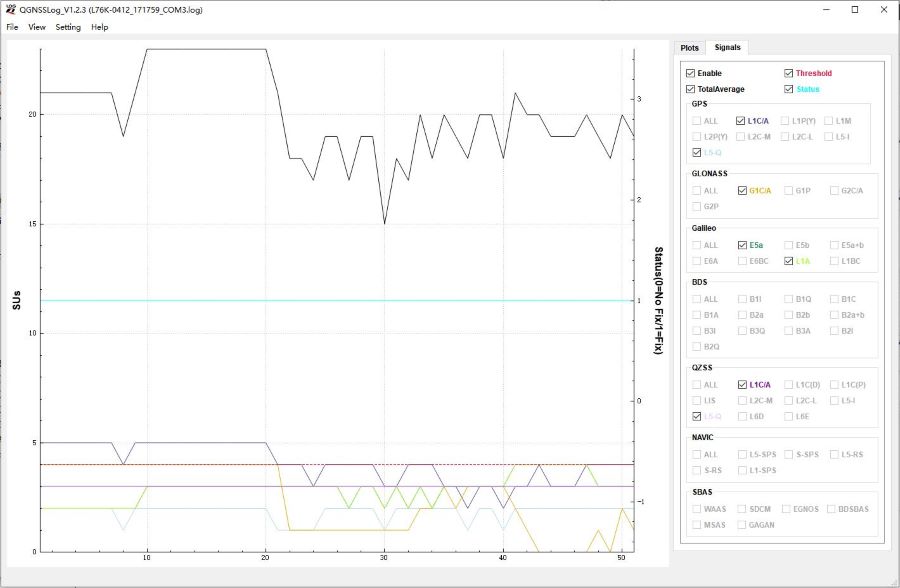 QGNSSLog_V1.2.3 (L76K-0412_171759_COM3.log)
File View Setting Help
Plots Signals
Enable Threshold
TotalAverage Status
GPS
ALL L1C/A L1P(Y) L1M
L2P(Y) L2C-M L2C-L L5-I
L5-Q
GLONASS
ALL G1C/A G1P G2C/A
G2P
Galileo
ALL E5a E5b E5a+b
E6A E6BC L1A L1BC
BDS
ALL B1I B1Q B1C
B1A B2a B2b B2a+b
B3I B3Q B3A B2I
B2Q
QZSS
ALL L1C/A L1C(D) L1C(P)
LIS L2C-M L2C-L L5-I
L5-Q L6D L6E
NAVIC
ALL L5-SPS S-SPS L5-RS
S-RS L1-SPS
SBAS
WAAS SDCM EGNOS BDSBAS
MSAS GAGAN
SUs
20
15
10
5
0
10 20 30 40 50
3
2
1
0
-1
Status(0=No Fix/1=Fix)